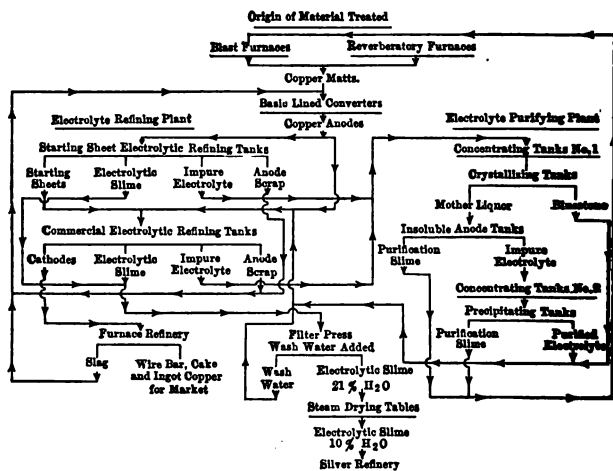 Origin of Material Treated
Blast Furnaces Reverberatory Furnaces
Copper Matts.
Basic Lined Converters
Electrolyte Refining Plant
Electrolyte Purifying Plant
Copper Anodes
Starting Sheet Electrolytic Refining Tanks
Concentrating Tanks No, 1
Starting
Sheets
Electrolytic
Slime
Impure
Electrolyte
Anode
Scrap
Crystallizing Tanks
Mother Liquor
Bluestone
Commercial Electrolytic Refining Tanks
Insoluble Anode Tanks
Cathodes
Electrolytic
Slime
Impure
Electrolyte
Anode
Scrap
Purification
Slime
Impure
Electrolyte
Concentrating Tanks No. 2
Precipitating Tanks
Furnace Refinery
Filter Press
Wash Water Added
Purification
Slime
Purified
Electrolyte
Slag
Wire Bar, Cake
and Ingot Copper
for Market
Wash
Water
Electrolytic Slime
21 % H2O
Steam Drying Tables
Electrolytic Slime
10 % H2O
Silver Refinery